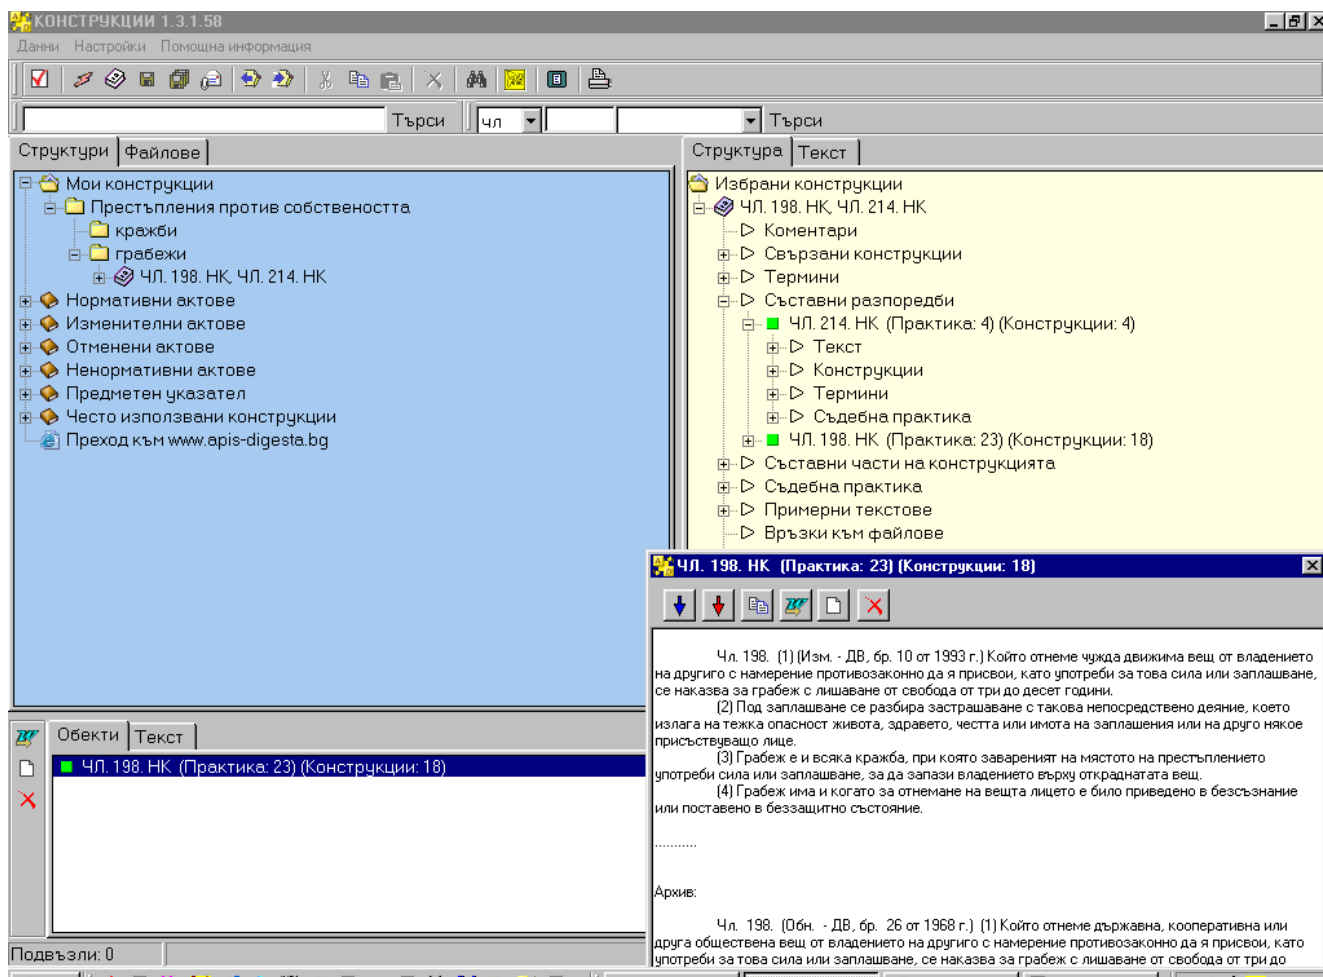 КОНСТРУКЦИИ 1.3.1.58
Данни Настройки Помощна информация
Търси чл Търси
Структури Файлове
Мои конструкции
Престъпления против собствеността
кражби
грабежи
ЧЛ. 198. НК, ЧЛ. 214. НК
Нормативни актове
Изменителни актове
Отменени актове
Ненормативни актове
Предметен указател
Често използвани конструкции
Преход към www.apis-digesta.bg
Структура Текст
Избрани конструкции
ЧЛ. 198. НК, ЧЛ. 214. НК
Коментари
Свързани конструкции
Термини
Съставни разпоредби
ЧЛ. 214. НК (Практика: 4) (Конструкции: 4)
Текст
Конструкции
Термини
Съдебна практика
ЧЛ. 198. НК (Практика: 23) (Конструкции: 18)
Съставни части на конструкцията
Съдебна практика
Примерни текстове
Връзки към файлове
Обекти Текст
ЧЛ. 198. НК (Практика: 23) (Конструкции: 18)
Подвъзли: 0
ЧЛ. 198. НК (Практика: 23) (Конструкции: 18)
Чл. 198. (1) (Изм. - ДВ, бр. 10 от 1993 г.) Който отнеме чужда движима вещ от владението
на другиго с намерение противозаконно да я присвои, като употреби за това сила или заплашване,
се наказва за грабеж с лишаване от свобода от три до десет години.
(2) Под заплашване се разбира застрашаване с такова непосредствено деяние, което
излага на тежка опасност живота, здравето, честта или имота на заплашения или на друго някое
присъствуващо лице.
(3) Грабеж е и всяка кражба, при която завареният на мястото на престъплението
употреби сила или заплашване, за да запази владението върху откраднатата вещ.
(4) Грабеж има и когато за отнемане на вещта лицето е било приведено в безсъзнание
или поставено в беззащитно състояние.
...........
Архив:
Чл. 198. (Обн. - ДВ, бр. 26 от 1968 г.) (1) Който отнеме държавна, кооперативна или
друга обществена вещ от владението на другиго с намерение противозаконно да я присвои, като
употреби за това сила или заплашване, се наказва за грабеж с лишаване от свобода от три до